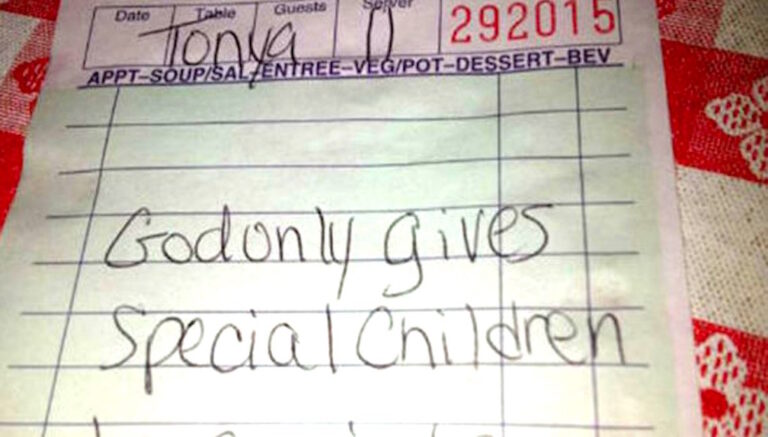 Date Table Guests Server
Tonya D 292015
APPT-SOUP/SAL-ENTREE-VEG/POT-DESSERT-BEV
God only gives
Special Children